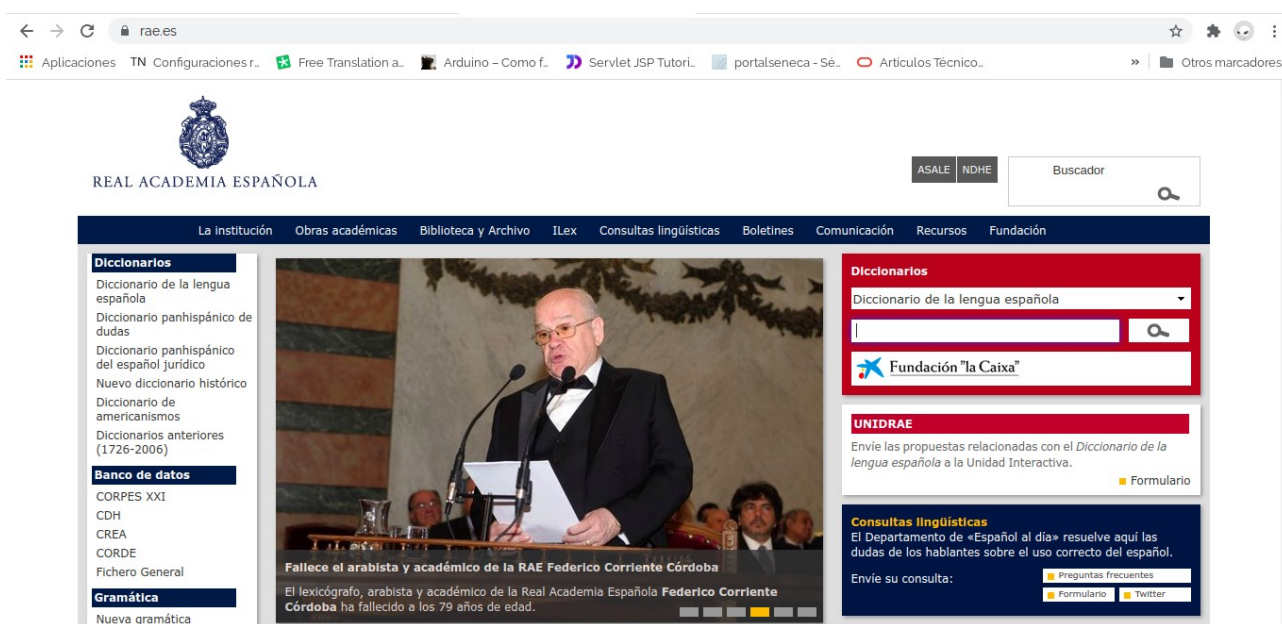 rae.es
Aplicaciones TN Configuraciones r... Free Translation a... Arduino – Como f... Servlet JSP Tutori... portalseneca - Sé... Articulos Técnico... » Otros marcadores
REAL ACADEMIA ESPAÑOLA
ASALE NDHE
Buscador
La institución Obras académicas Biblioteca y Archivo ILex Consultas lingüísticas Boletines Comunicación Recursos Fundación
Diccionarios
Diccionario de la lengua
española
Diccionario panhispánico de
dudas
Diccionario panhispánico
del español jurídico
Nuevo diccionario histórico
Diccionario de
americanismos
Diccionarios anteriores
(1726-2006)
Banco de datos
CORPES XXI
CDH
CREA
CORDE
Fichero General
Gramática
Nueva gramática
Fallece el arabista y académico de la RAE Federico Corriente Córdoba
El lexicógrafo, arabista y académico de la Real Academia Española Federico Corriente
Córdoba ha fallecido a los 79 años de edad.
Diccionarios
Diccionario de la lengua española
Fundación "la Caixa"
UNIDRAE
Envíe las propuestas relacionadas con el Diccionario de la
lengua española a la Unidad Interactiva.
Formulario
Consultas lingüísticas
El Departamento de «Español al día» resuelve aquí las
dudas de los hablantes sobre el uso correcto del español.
Envíe su consulta:
Preguntas frecuentes
Formulario Twitter